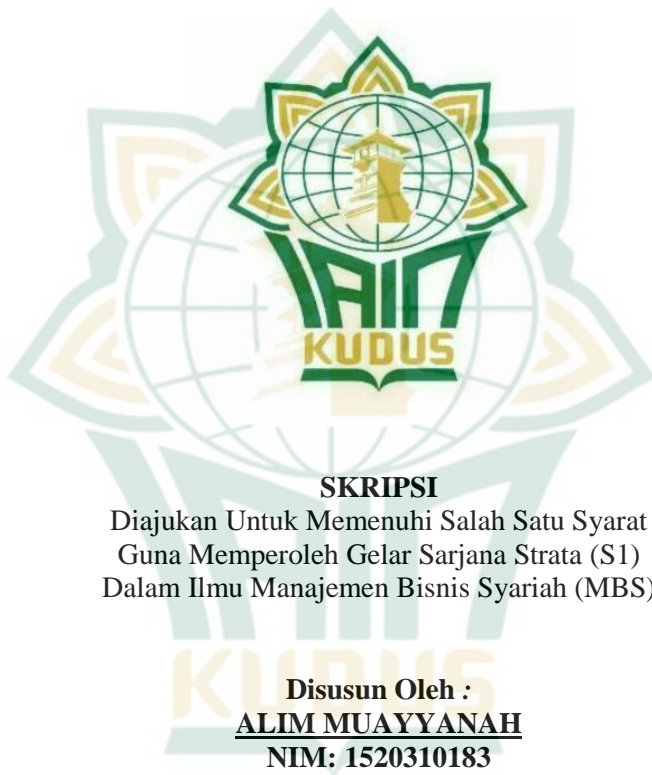 IAIN
KUDUS
SKRIPSI
Diajukan Untuk Memenuhi Salah Satu Syarat
Guna Memperoleh Gelar Sarjana Strata (S1)
Dalam Ilmu Manajemen Bisnis Syariah (MBS)
KUDUS
Disusun Oleh :
ALIM MUAYYANAH
NIM: 1520310183